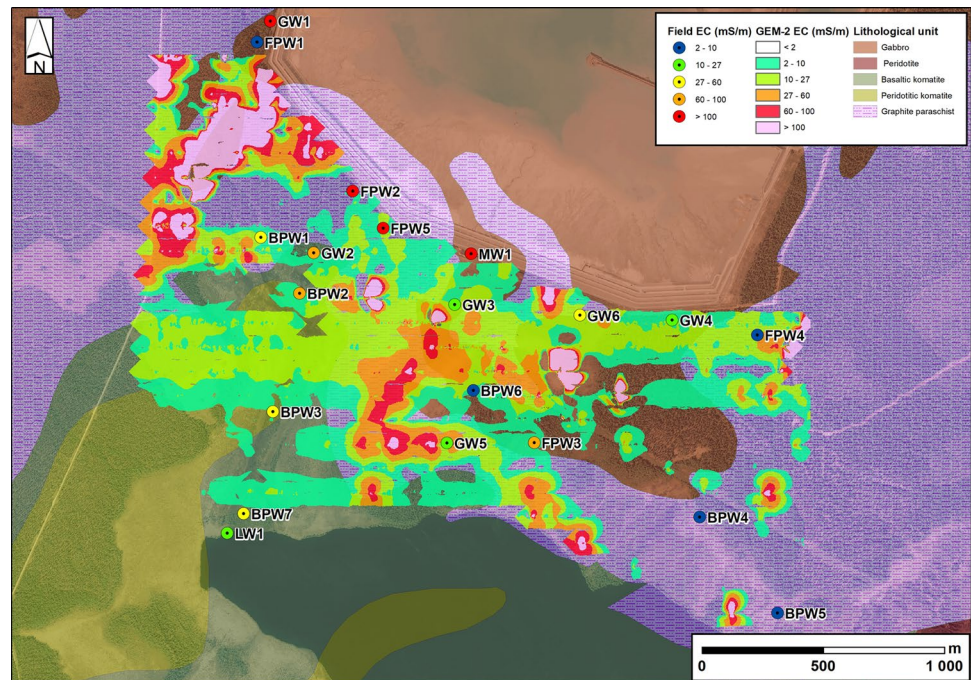 GW1
FPW1
N
Field EC (mS/m) GEM-2 EC (mS/m) Lithological unit
2 - 10 < 2 Gabbro
10 - 27 2 - 10 Peridotite
27 - 60 10 - 27 Basaltic komatite
60 - 100 27 - 60 Peridotitic komatite
> 100 60 - 100 Graphite paraschist
> 100
FPW2
FPW5
BPW1
GW2
MW1
BPW2
GW3
GW6
GW4
FPW4
BPW6
BPW3
GW5
FPW3
BPW7
BPW4
LW1
BPW5
m
0 500 1 000